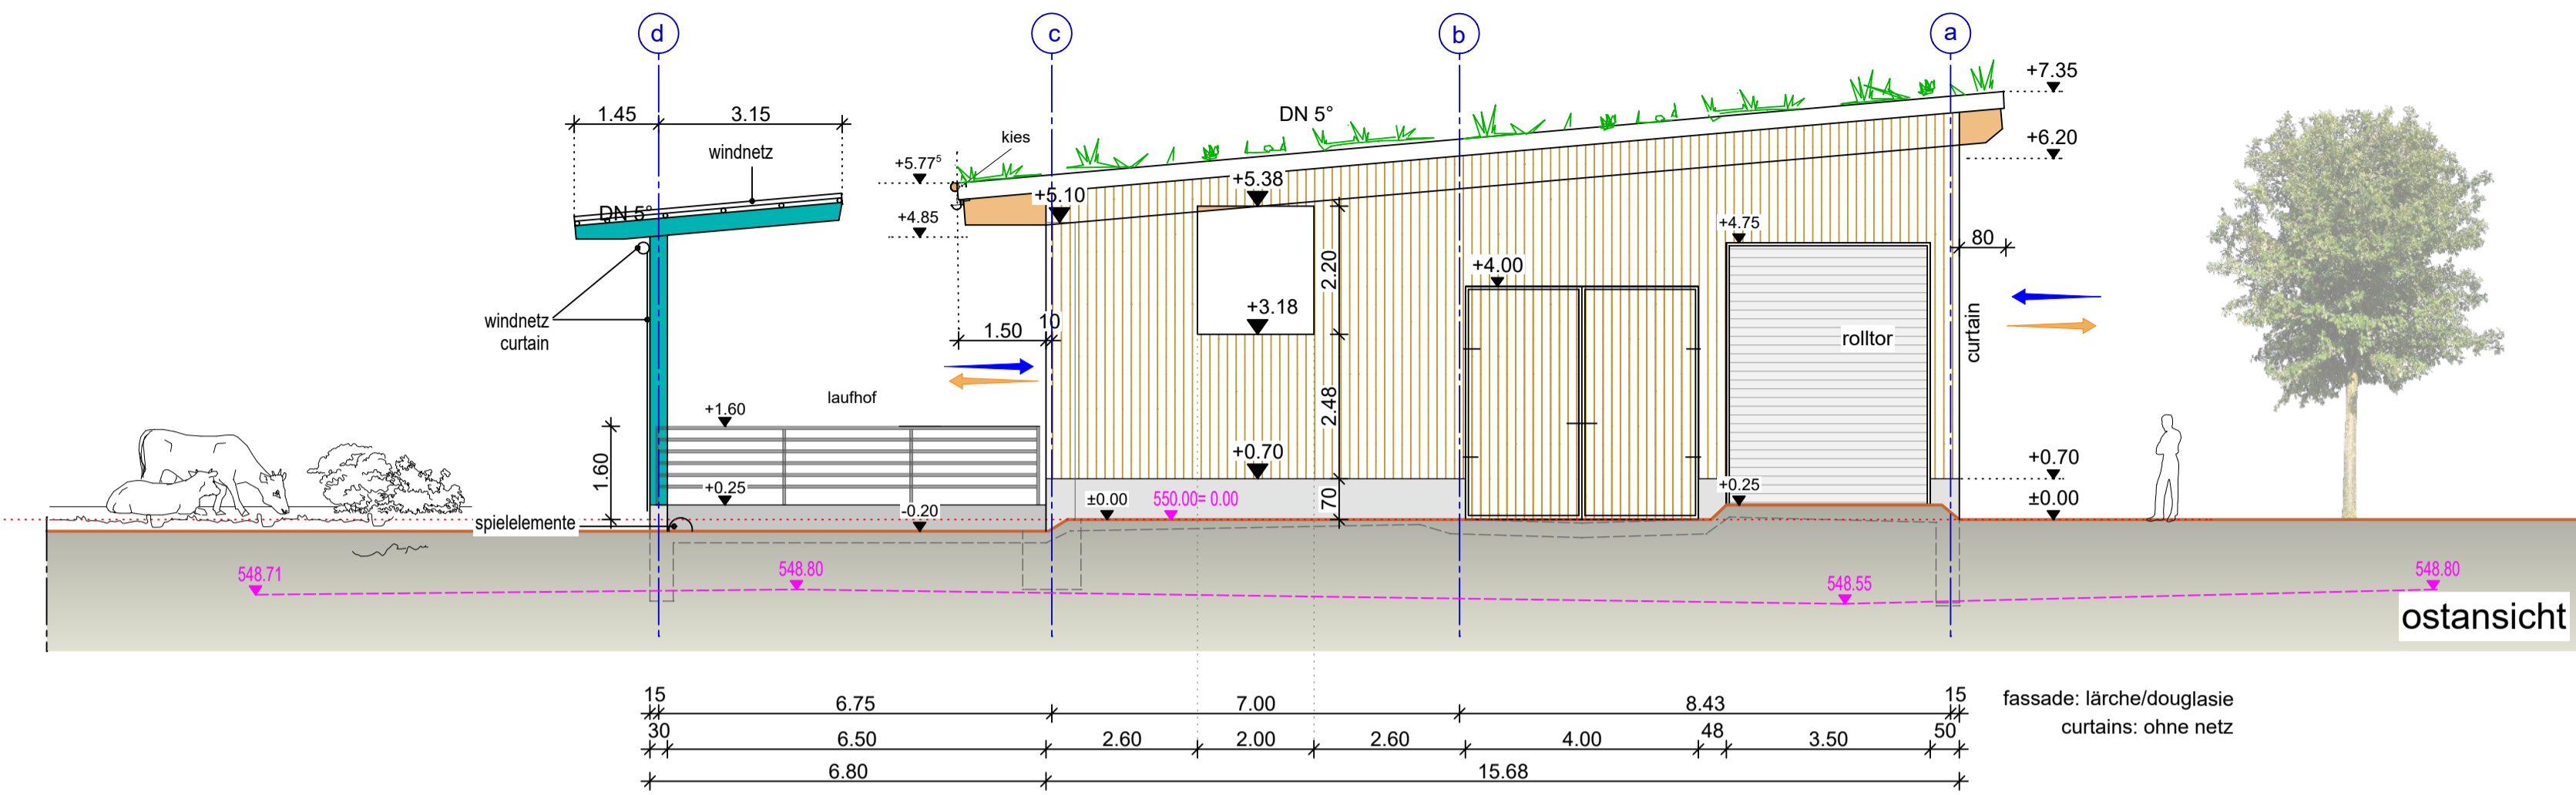 d
c
b
a
1.45
3.15
windnetz
DN 5°
windnetz
curtain
kies
+5.77⁵
+4.85
+5.10
DN 5°
+5.38
+3.18
2.20
2.48
+0.70
70
+4.00
+4.75
rolltor
+0.25
curtain
80
+7.35
+6.20
+0.70
±0.00
1.50
10
laufhof
+1.60
1.60
+0.25
-0.20
spielelemente
±0.00
550.00= 0.00
548.71
548.80
548.55
548.80
ostansicht
15
6.75
7.00
8.43
15
30
6.50
2.60
2.00
2.60
4.00
48
3.50
50
6.80
15.68
fassade: lärche/douglasie
curtains: ohne netz